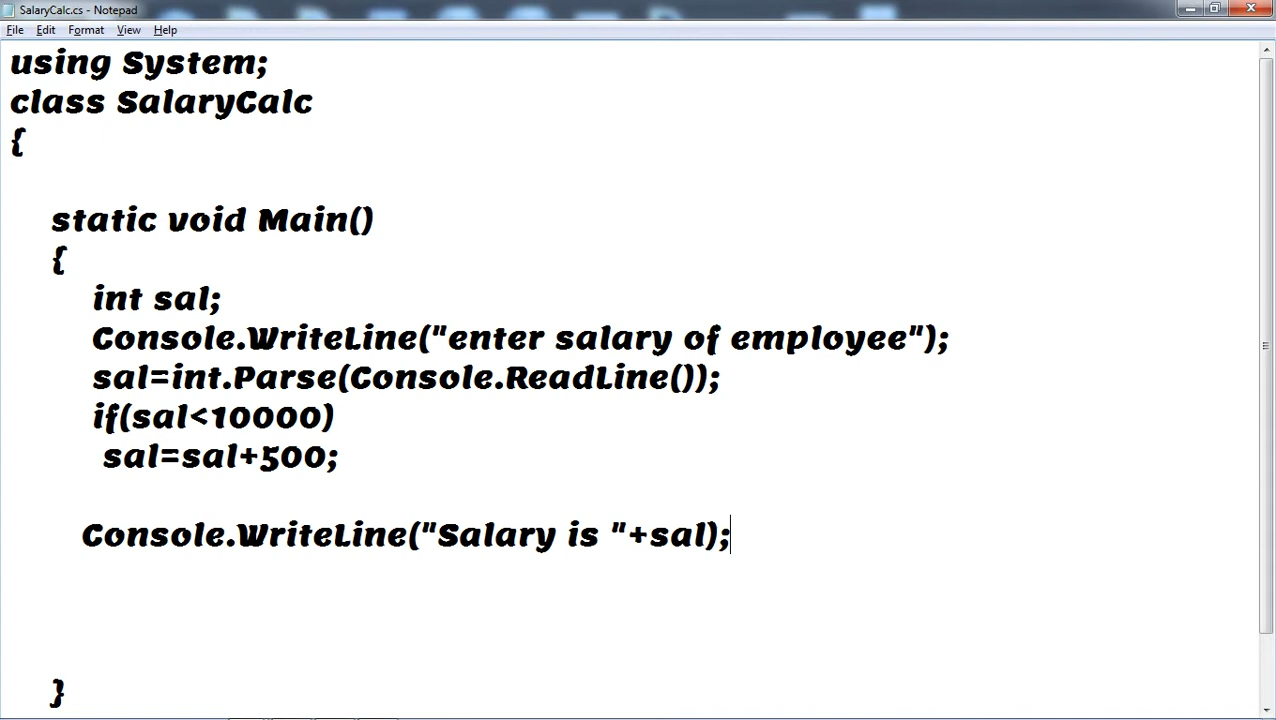 SalaryCalc.cs - Notepad
File Edit Format View Help
using System;
class SalaryCalc
{
static void Main()
{
int sal;
Console.WriteLine("enter salary of employee");
sal=int.Parse(Console.ReadLine());
if(sal<10000)
sal=sal+500;
Console.WriteLine("Salary is "+sal);
}